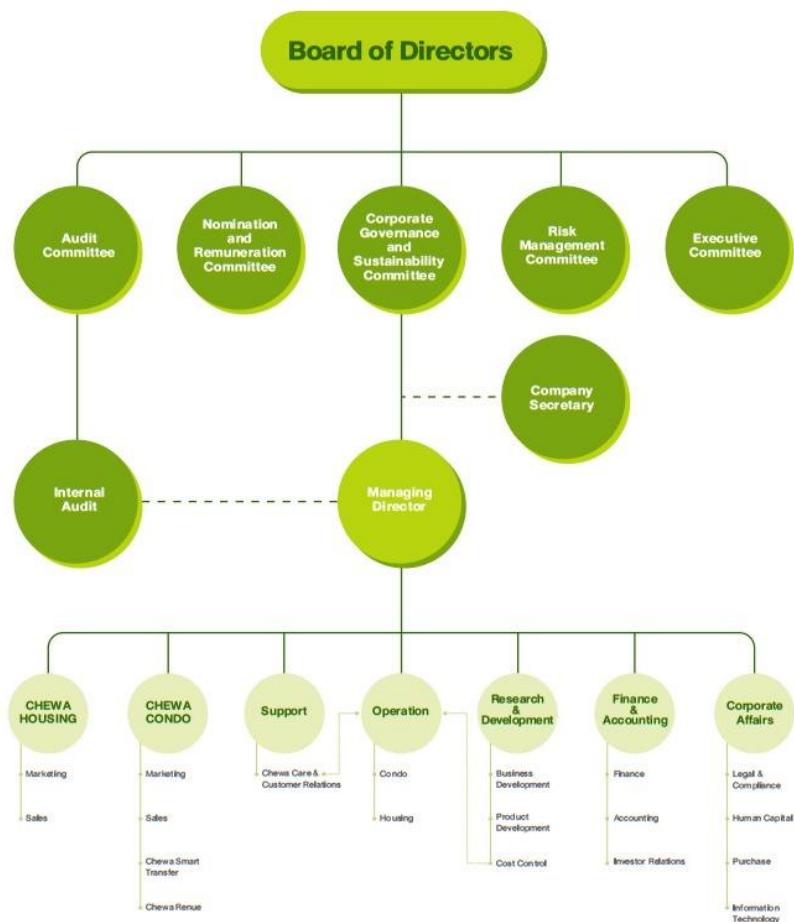 Board of Directors
Audit
Committee
Nomination
and
Remuneration
Committee
Corporate
Governance
and
Sustainability
Committee
Risk
Management
Committee
Executive
Committee
Company
Secretary
Internal
Audit
Managing
Director
CHEWA
HOUSING
Marketing
Sales
CHEWA
CONDO
Marketing
Sales
Chewa Smart
Transfer
Chewa Renue
Support
Chewa Care &
Customer Relations
Operation
Condo
Housing
Research
&
Development
Business
Development
Product
Development
Cost Control
Finance
&
Accounting
Finance
Accounting
Investor Relations
Corporate
Affairs
Legal &
Compliance
Human Capital
Purchase
Information
Technology